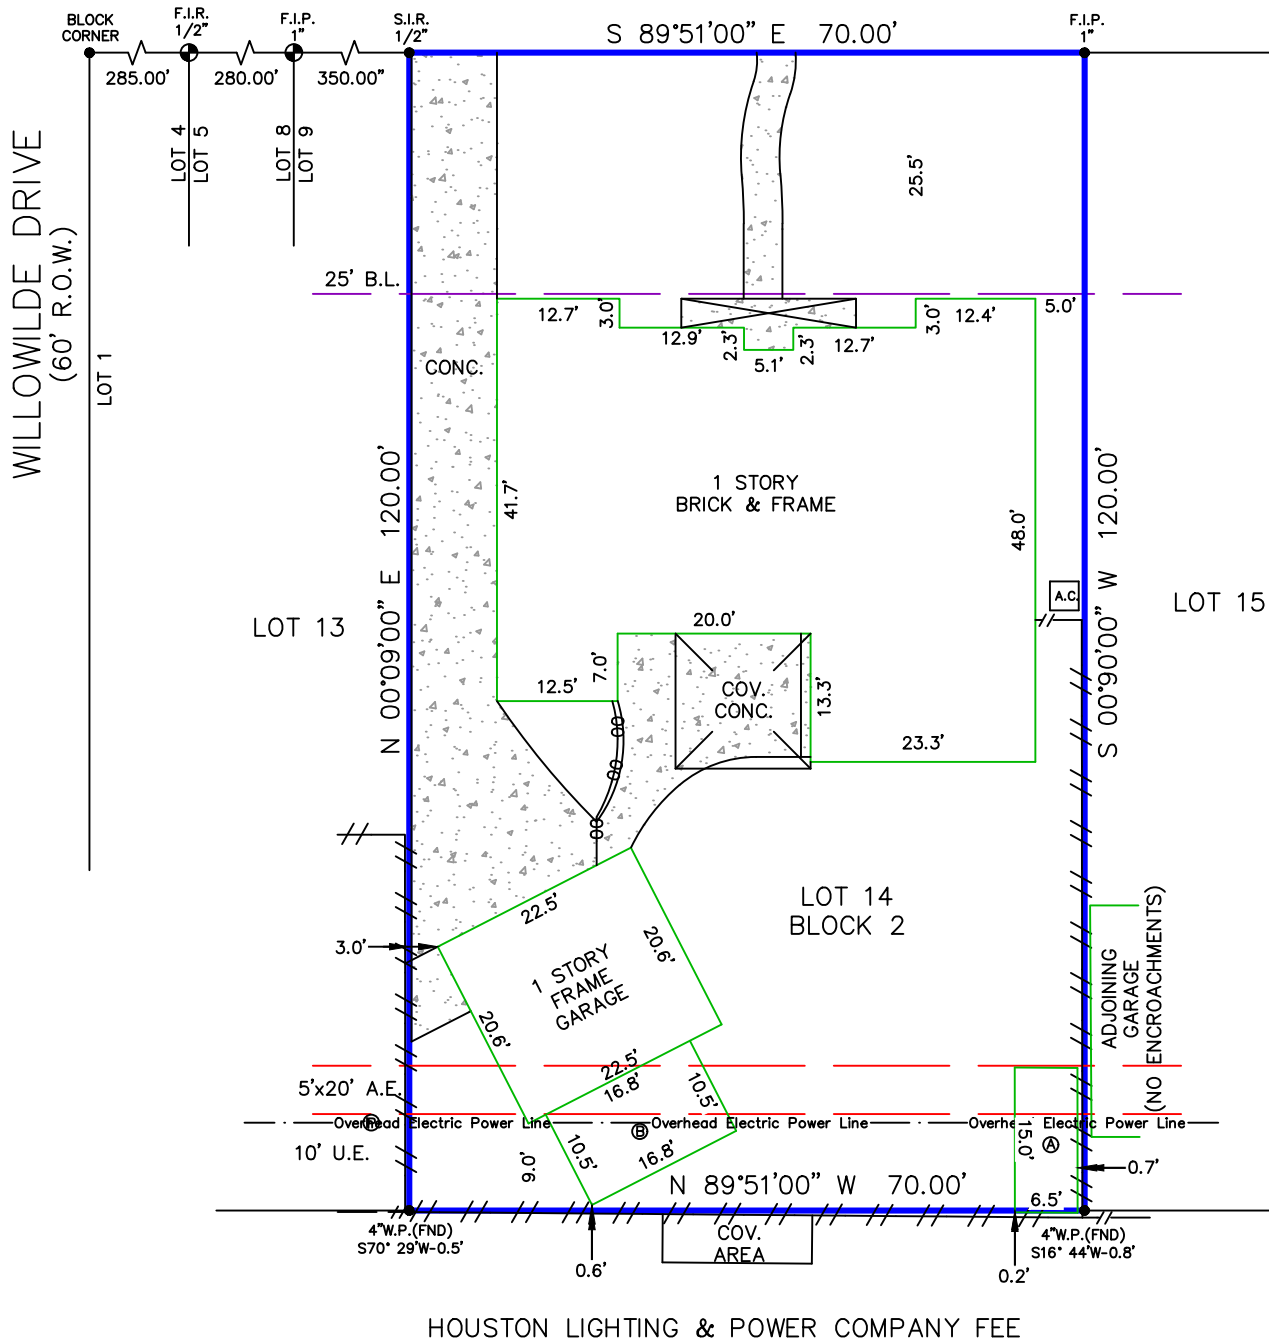 BLOCK
CORNER
F.I.R.
1/2"
F.I.P.
1"
S.I.R.
1/2"
S 89°51'00" E 70.00'
F.I.P.
1"
285.00'
280.00'
350.00"
LOT 4
LOT 5
LOT 8
LOT 9
WILLOWILDE DRIVE
(60' R.O.W.)
LOT 1
25.5'
25' B.L.
12.7'
3.0'
12.9'
2.3'
5.1'
2.3'
12.7'
3.0'
12.4'
5.0'
CONC.
41.7'
1 STORY
BRICK & FRAME
48.0'
N 00°09'00" E 120.00'
S 00°90'00" W 120.00'
A.C.
LOT 13
LOT 15
20.0'
7.0'
12.5'
COV.
CONC.
13.3'
23.3'
LOT 14
BLOCK 2
22.5'
20.6'
3.0'
1 STORY
FRAME
GARAGE
20.6'
22.5'
16.8'
10.5'
ADJOINING
GARAGE
(NO ENCROACHMENTS)
5'x20' A.E.
Overhead Electric Power Line
Overhead Electric Power Line
Overhe Electric Power Line
P
B
A
10' U.E.
9.0'
10.5'
16.8'
15.0'
0.7'
N 89°51'00" W 70.00'
6.5'
4"W.P.(FND)
S70° 29'W-0.5'
COV.
AREA
4"W.P.(FND)
S16° 44'W-0.8'
0.6'
0.2'
HOUSTON LIGHTING & POWER COMPANY FEE